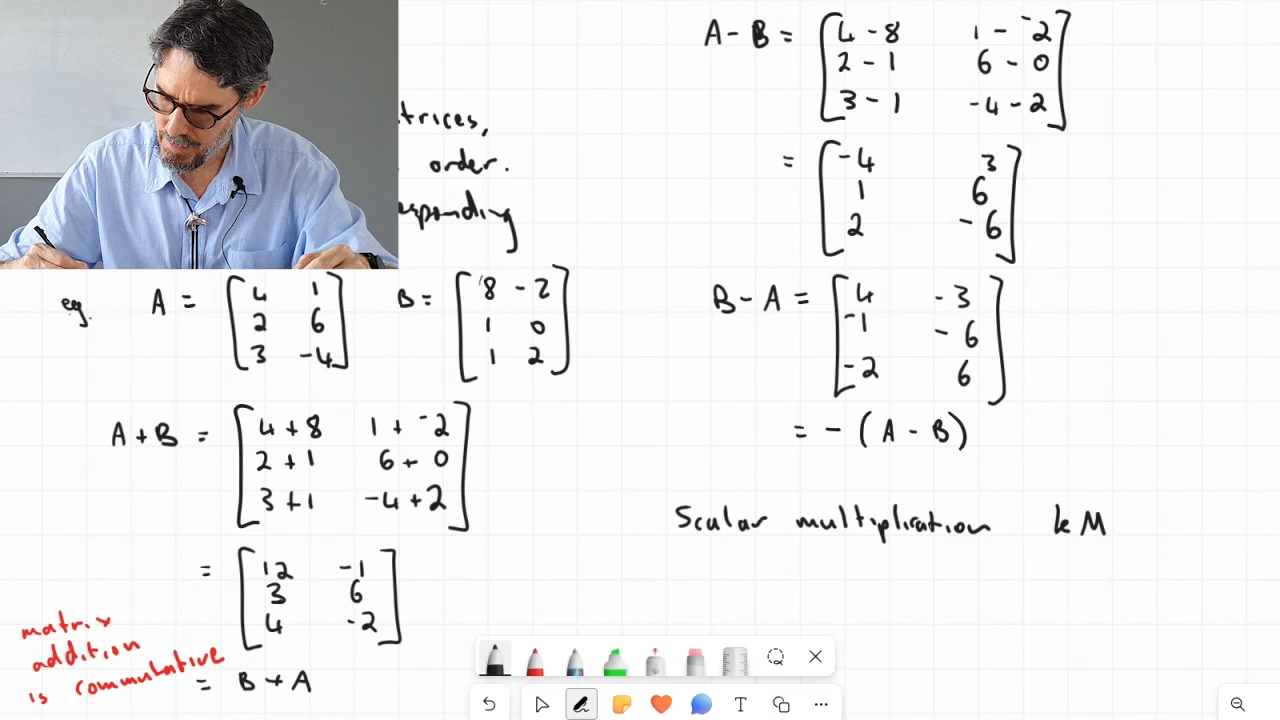 trices,
order.
esponding
eg. A = [4 1
2 6
3 -4] B = [8 -2
1 0
1 2]
A + B = [4+8 1+ -2
2+1 6+0
3+1 -4+2]
= [12 -1
3 6
4 -2]
= B + A
matrix
addition
is commutative
A - B = [4-8 1- -2
2-1 6-0
3-1 -4-2]
= [-4 3
1 6
2 -6]
B - A = [4 -3
-1 -6
-2 6]
= - (A - B)
Scalar multiplication kM
T